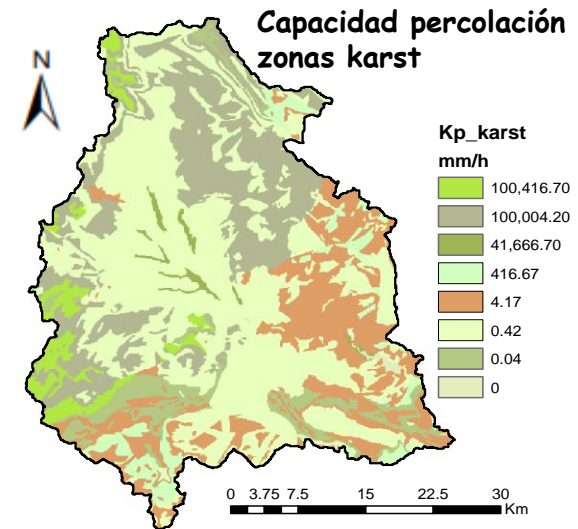 Capacidad percolación
zonas karst
N
Kp_karst
mm/h
100,416.70
100,004.20
41,666.70
416.67
4.17
0.42
0.04
0
0 3.75 7.5 15 22.5 30
Km